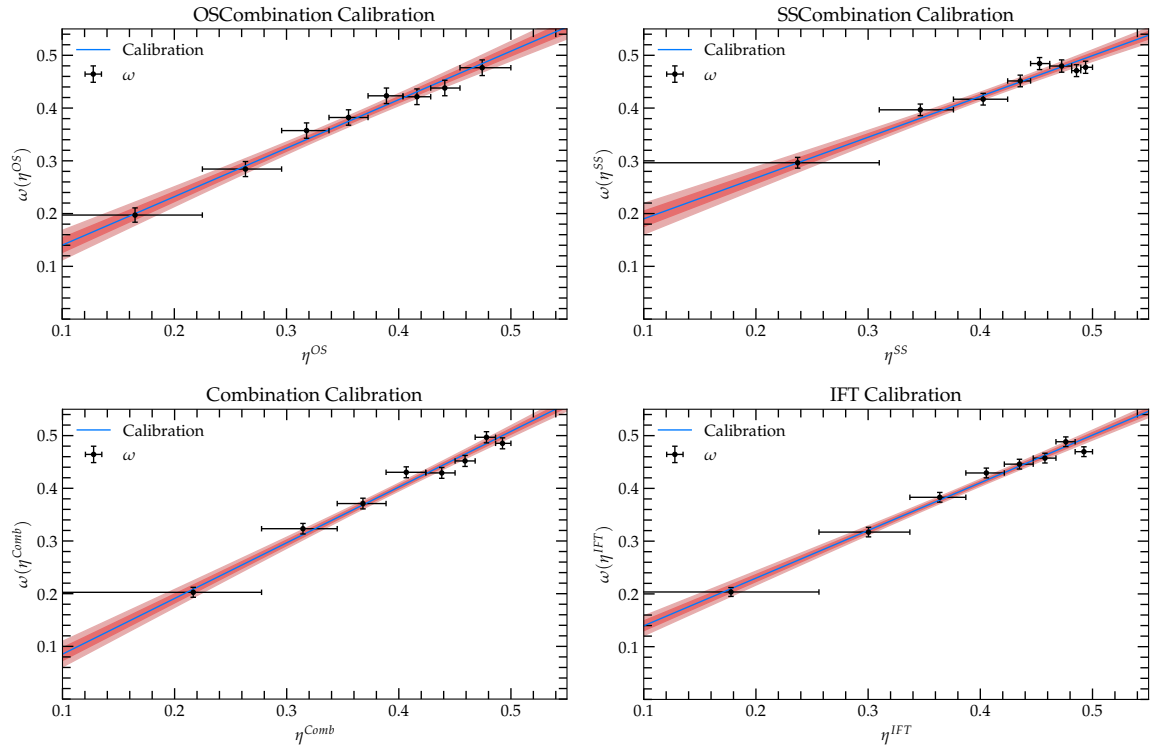 OSCombination Calibration
Calibration
ω
ω(η^OS)
0.5
0.4
0.3
0.2
0.1
0.1 0.2 0.3 0.4 0.5
η^OS
SSCombination Calibration
Calibration
ω
ω(η^SS)
0.5
0.4
0.3
0.2
0.1
0.1 0.2 0.3 0.4 0.5
η^SS
Combination Calibration
Calibration
ω
ω(η^Comb)
0.5
0.4
0.3
0.2
0.1
0.1 0.2 0.3 0.4 0.5
η^Comb
IFT Calibration
Calibration
ω
ω(η^IFT)
0.5
0.4
0.3
0.2
0.1
0.1 0.2 0.3 0.4 0.5
η^IFT